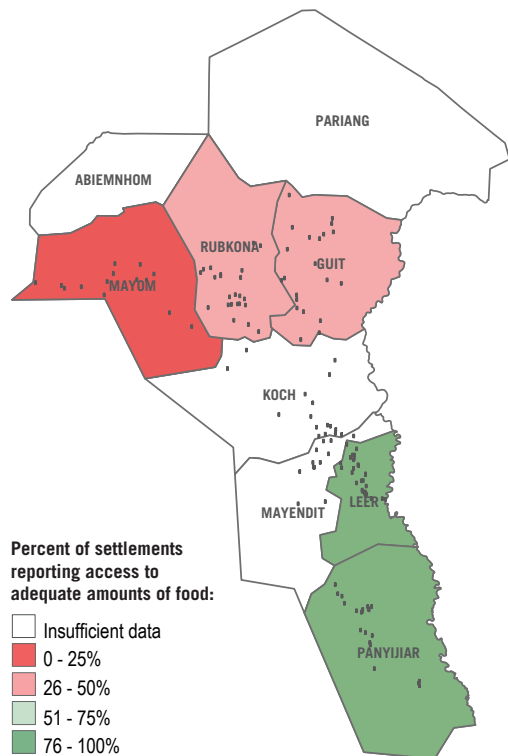 PARIANG
ABIEMNHOM
RUBKONA
GUIT
MAYOM
KOCH
MAYENDIT
LEER
PANYIJIAR
Percent of settlements
reporting access to
adequate amounts of food:
Insufficient data
0 - 25%
26 - 50%
51 - 75%
76 - 100%